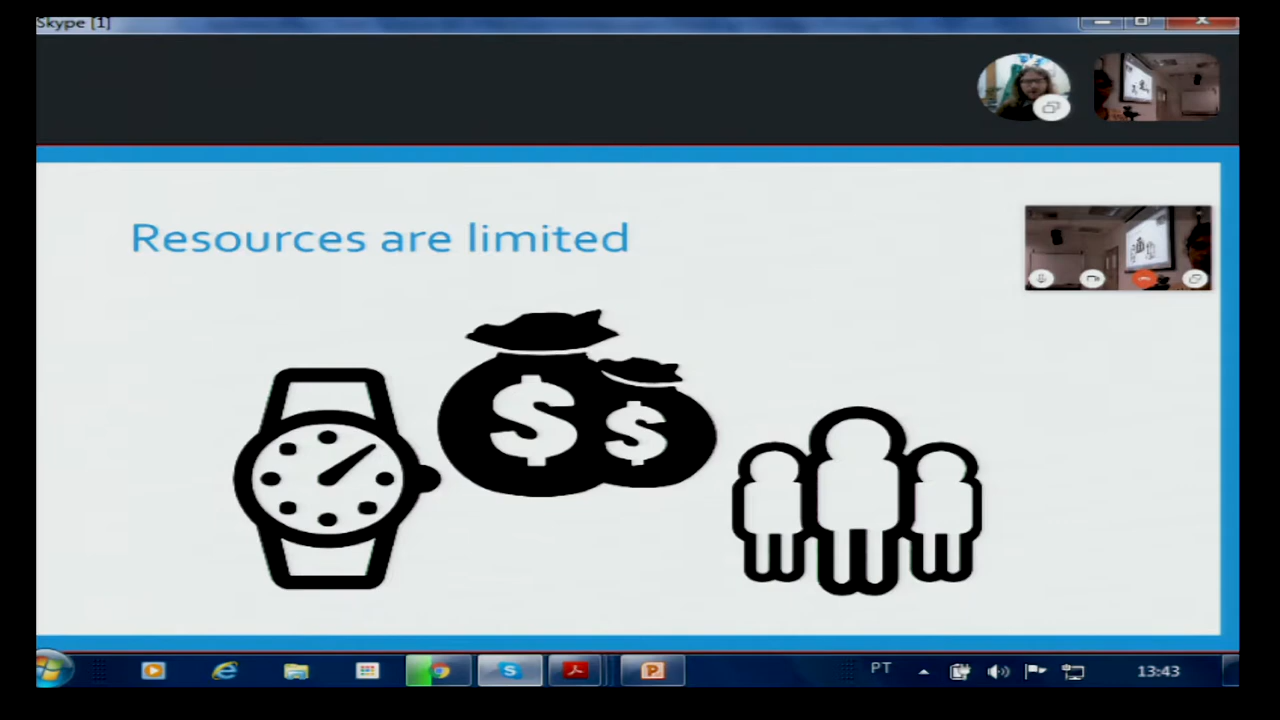 Skype [1]
Resources are limited
$ $
PT
13:43